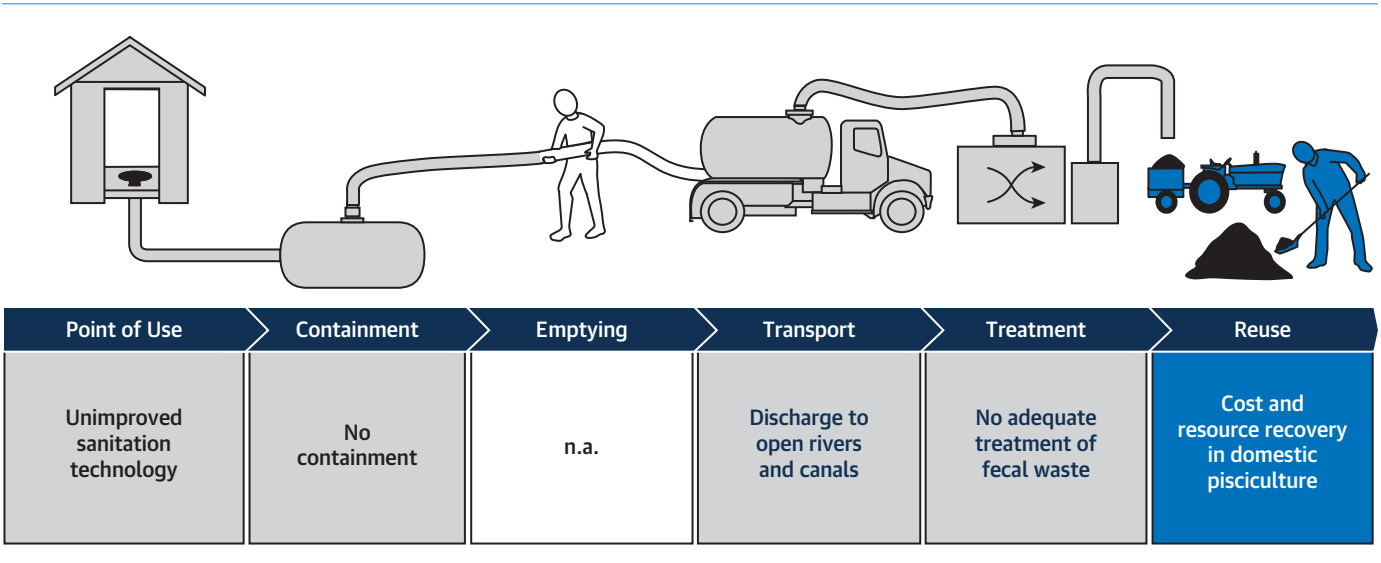 Point of Use
Containment
Emptying
Transport
Treatment
Reuse
Unimproved
sanitation
technology
No
containment
n.a.
Discharge to
open rivers
and canals
No adequate
treatment of
fecal waste
Cost and
resource recovery
in domestic
pisciculture